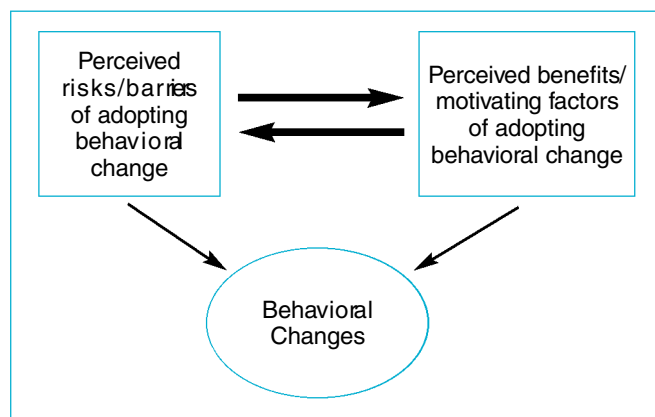 Perceived
risks/barriers
of adopting
behavioral
change
Perceived benefits/
motivating factors
of adopting
behavioral change
Behavioral
Changes